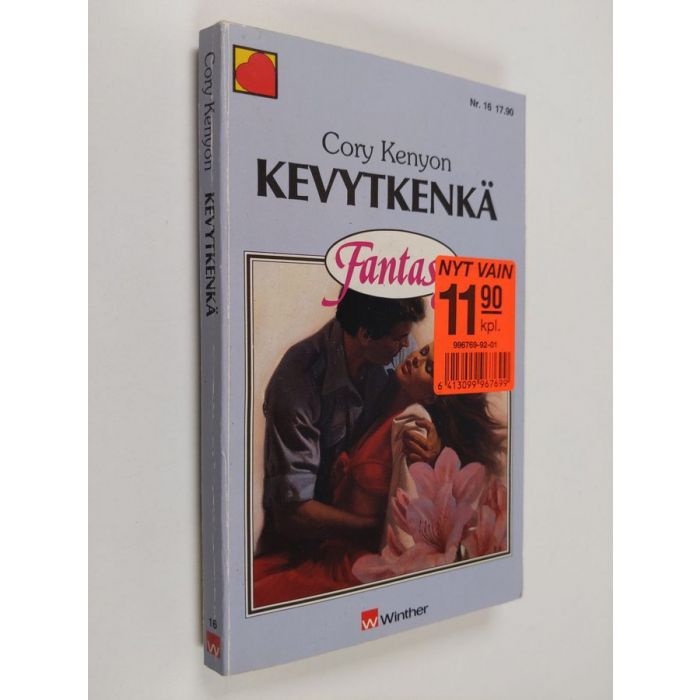 Cory Kenyon KEVYTKENKÄ
16
W
Nr. 16 17.90
Cory Kenyon
KEVYTKENKÄ
Fantas
NYT VAIN
11 90
kpl.
996769-92-01
6 413099 967699
W Winther